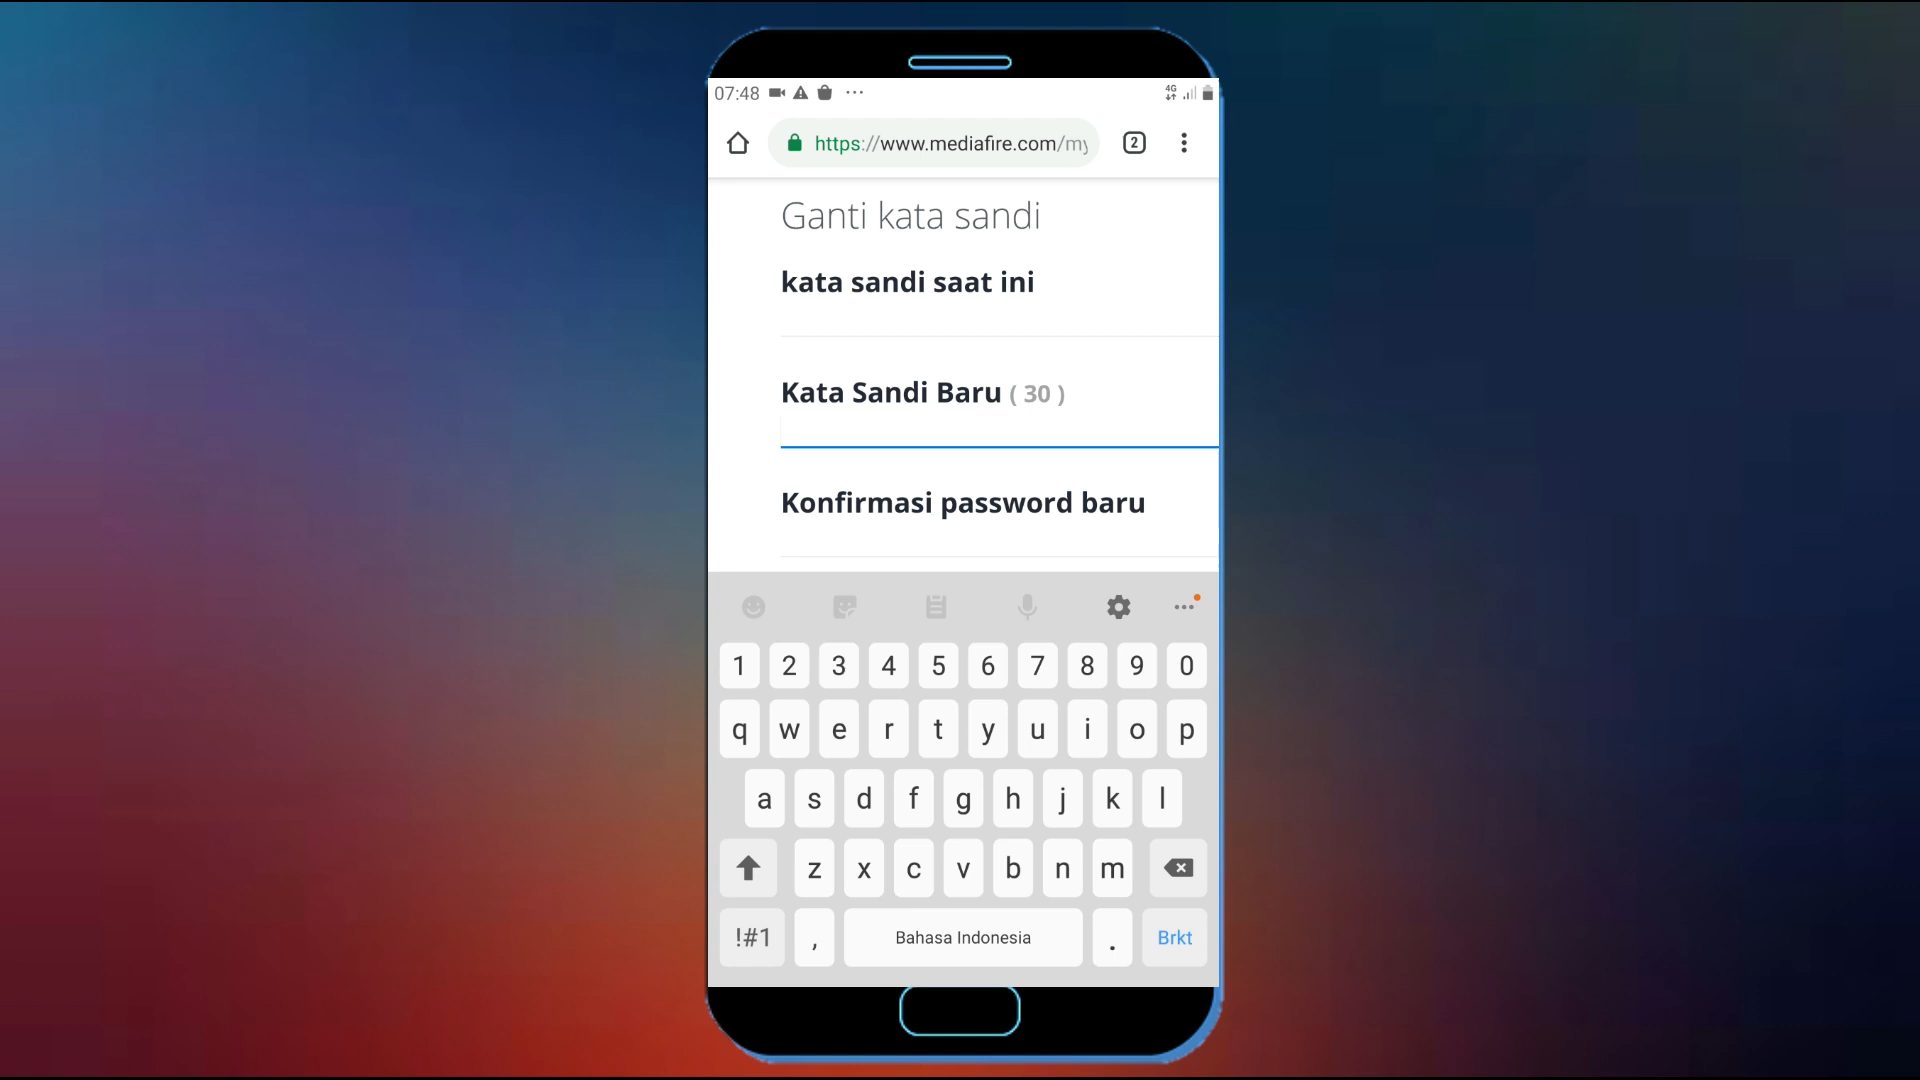 07:48
4G
https://www.mediafire.com/my
2
Ganti kata sandi
kata sandi saat ini
Kata Sandi Baru ( 30 )
Konfirmasi password baru
1 2 3 4 5 6 7 8 9 0
q w e r t y u i o p
a s d f g h j k l
z x c v b n m
!#1 , Bahasa Indonesia . Brkt